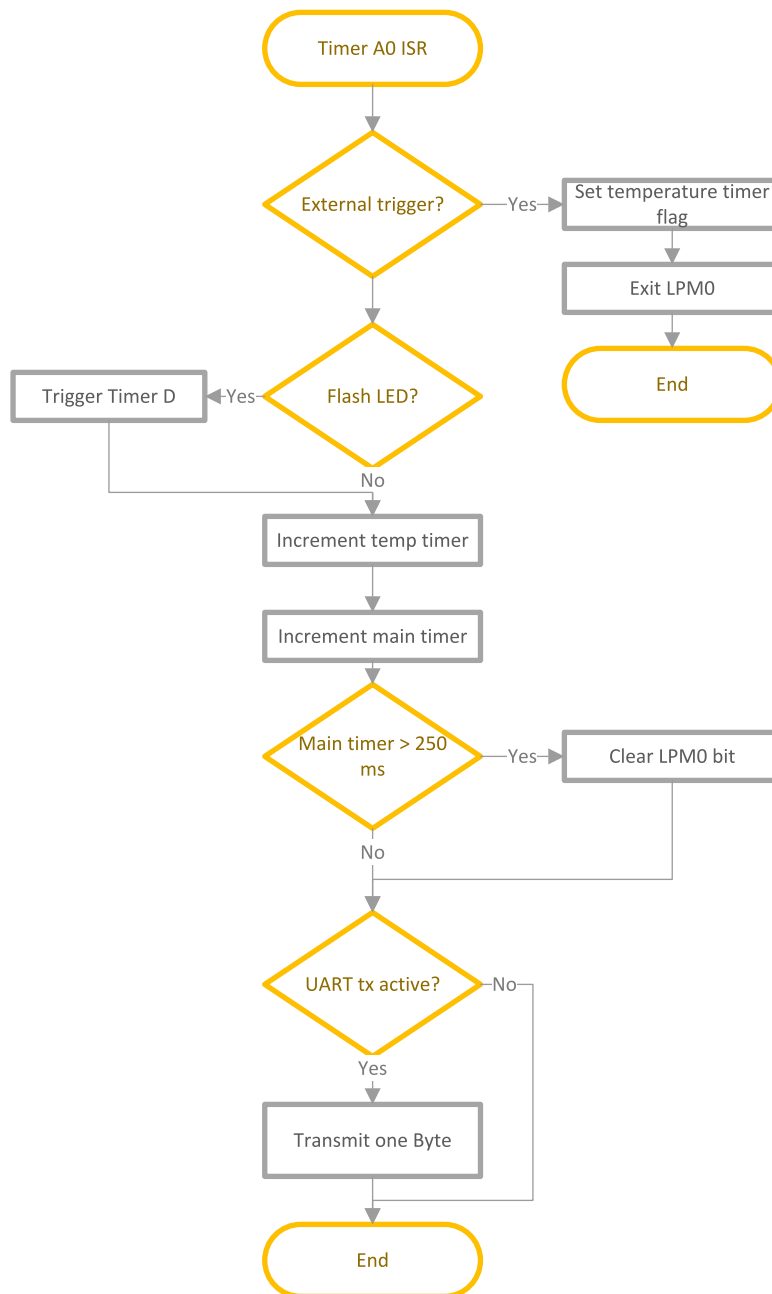 Timer A0 ISR
External trigger?
Yes
Set temperature timer
flag
Exit LPM0
End
Flash LED?
Yes
Trigger Timer D
No
Increment temp timer
Increment main timer
Main timer > 250
ms
Yes
Clear LPM0 bit
No
UART tx active?
No
Yes
Transmit one Byte
End